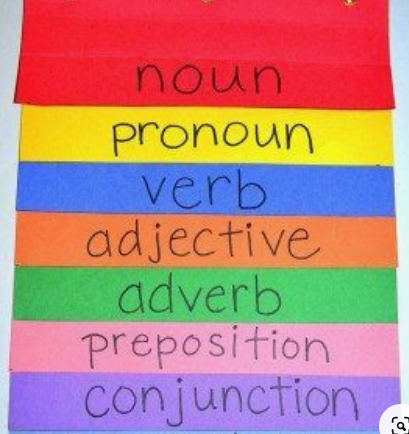 noun
pronoun
verb
adjective
adverb
preposition
conjunction